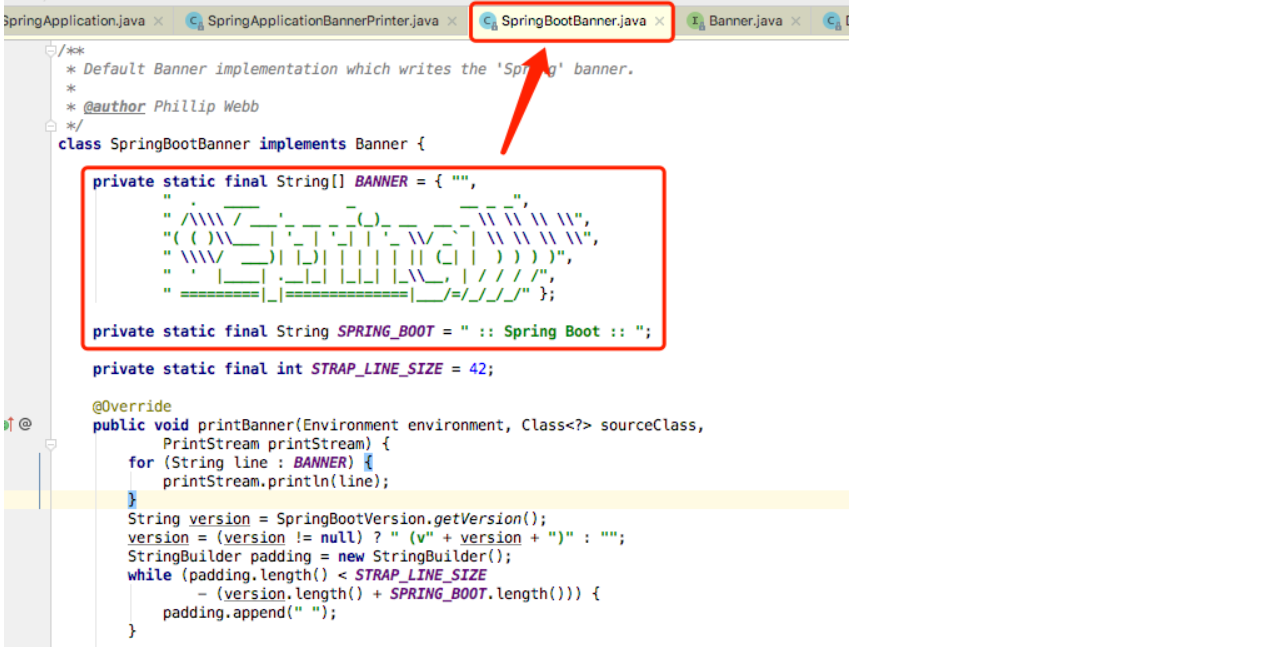 SpringApplication.java × SpringApplicationBannerPrinter.java × SpringBootBanner.java × Banner.java ×
/**
 * Default Banner implementation which writes the 'Spring' banner.
 *
 * @author Phillip Webb
 */
class SpringBootBanner implements Banner {
    private static final String[] BANNER = { "",
            "  .   ____          _            __ _ _",
            " /\\\\ / ___'_ __ _ _(_)_ __  __ _ \\ \\ \\ \\",
            "( ( )\\___ | '_ | '_| | '_ \\/ _` | \\ \\ \\ \\",
            " \\\\/  ___)| |_)| | | | | || (_| |  ) ) ) )",
            "  '  |____| .__|_| |_|_| |_\\__, | / / / /",
            " =========|_|==============|___/=/_/_/_/" };
    private static final String SPRING_BOOT = " :: Spring Boot :: ";
    private static final int STRAP_LINE_SIZE = 42;
    @Override
@   public void printBanner(Environment environment, Class<?> sourceClass,
            PrintStream printStream) {
        for (String line : BANNER) {
            printStream.println(line);
        }
        String version = SpringBootVersion.getVersion();
        version = (version != null) ? " (v" + version + ")" : "";
        StringBuilder padding = new StringBuilder();
        while (padding.length() < STRAP_LINE_SIZE
                - (version.length() + SPRING_BOOT.length())) {
            padding.append(" ");
        }